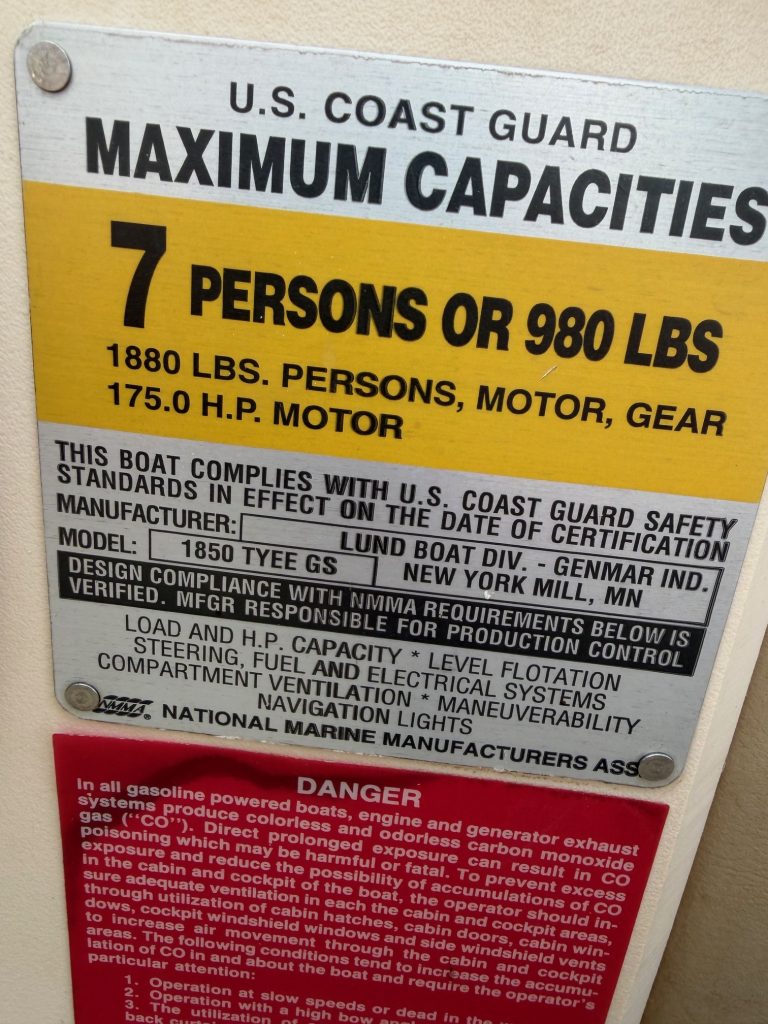 U.S. COAST GUARD
MAXIMUM CAPACITIES
7 PERSONS OR 980 LBS
1880 LBS. PERSONS, MOTOR, GEAR
175.0 H.P. MOTOR
THIS BOAT COMPLIES WITH U.S. COAST GUARD SAFETY
STANDARDS IN EFFECT ON THE DATE OF CERTIFICATION
MANUFACTURER: LUND BOAT DIV. - GENMAR IND.
MODEL: 1850 TYEE GS NEW YORK MILL, MN
DESIGN COMPLIANCE WITH NMMA REQUIREMENTS BELOW IS
VERIFIED. MFGR RESPONSIBLE FOR PRODUCTION CONTROL
LOAD AND H.P. CAPACITY * LEVEL FLOTATION
STEERING, FUEL AND ELECTRICAL SYSTEMS
COMPARTMENT VENTILATION * MANEUVERABILITY
NAVIGATION LIGHTS
NMMA® NATIONAL MARINE MANUFACTURERS ASS
DANGER
In all gasoline powered boats, engine and generator exhaust
systems produce colorless and odorless carbon monoxide
gas ("CO"). Direct prolonged exposure can result in CO
poisoning which may be harmful or fatal. To prevent excess
exposure and reduce the possibility of accumulations of CO
in the cabin and cockpit of the boat, the operator should in-
sure adequate ventilation in each the cabin and cockpit areas,
through utilization of cabin hatches, cabin doors, cabin win-
dows, cockpit windshield windows and side windshield vents
to increase air movement through the cabin and cockpit
areas. The following conditions tend to increase the accumu-
lation of CO in and about the boat and require the operator's
particular attention:
1. Operation at slow speeds or dead in the
2. Operation with a high bow
3. The utilization of
back